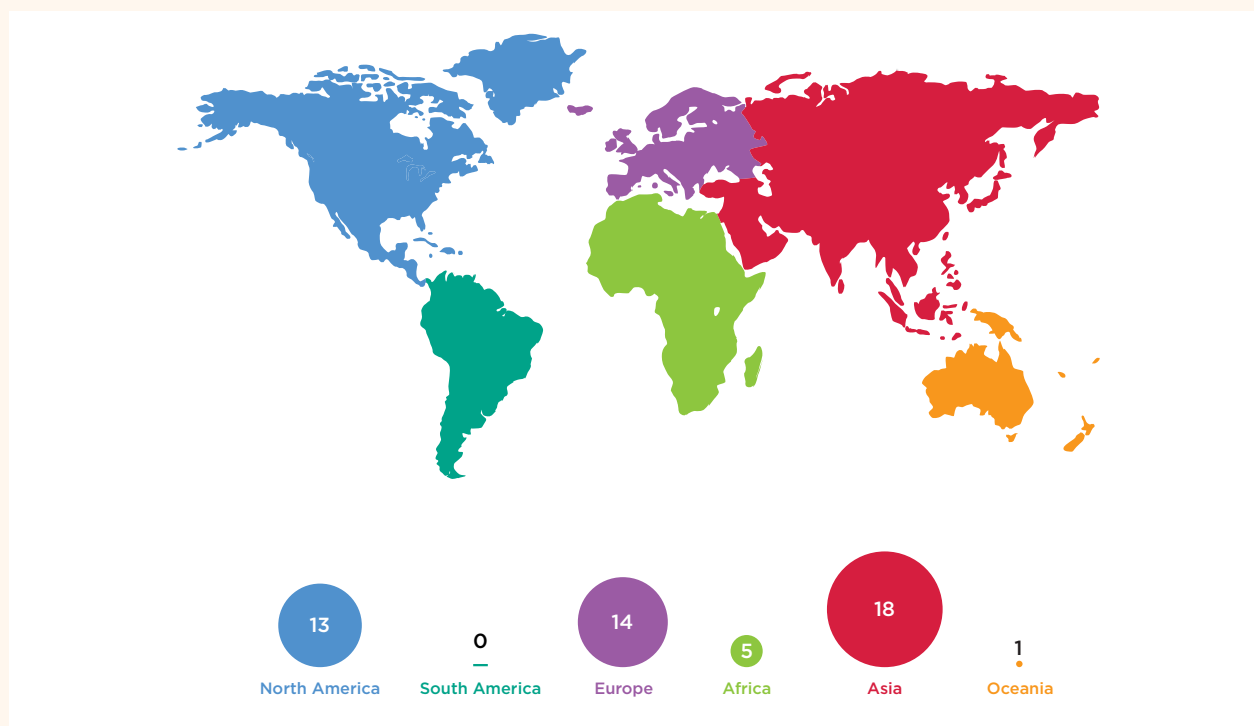 13
0
14
5
18
1
North America
South America
Europe
Africa
Asia
Oceania